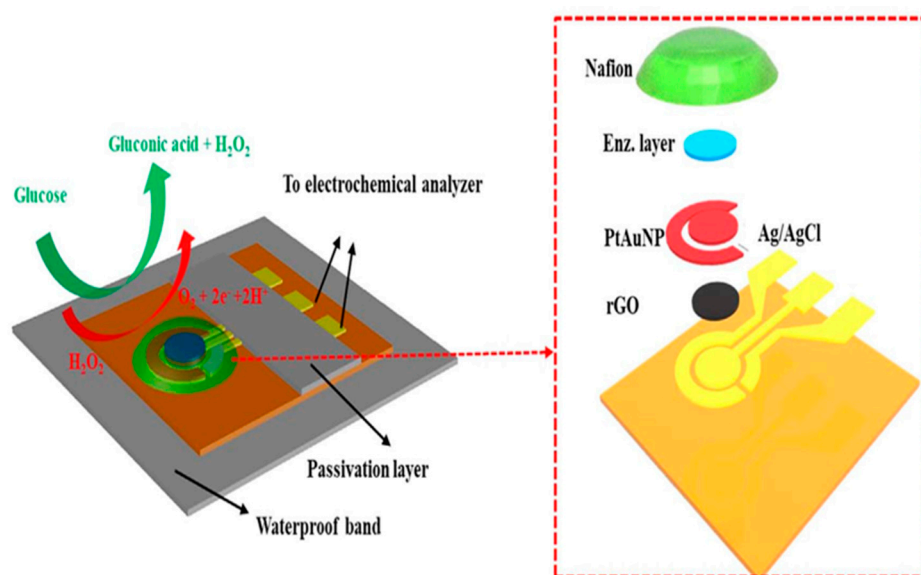 Gluconic acid + H₂O₂
Glucose
To electrochemical analyzer
O₂ + 2e⁻ +2H⁺
H₂O₂
Passivation layer
Waterproof band
Nafion
Enz. layer
PtAuNP
Ag/AgCl
rGO